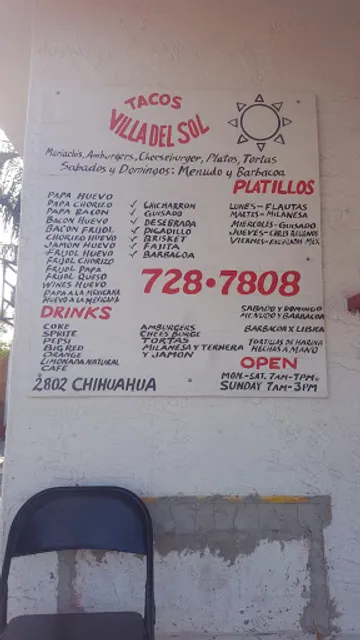 TACOS
VILLA DEL SOL
Mariachis, Amburgers, Cheeseburger, Platos, Tortas
Sabados y Domingos: Menudo y Barbacoa
PAPA HUEVO
PAPA CHORIZO
PAPA BACON
BACON HUEVO
BACON FRIJOL
CHORIZO HUEVO
JAMON HUEVO
FRIJOL HUEVO
FRIJOL CHORIZO
FRIJOL PAPA
FRIJOL QUESO
WINES HUEVO
PAPA A LA MEXICANA
HUEVO A LA MEXICANA
✓ CHICHARRON
✓ GUISADO
✓ DESEBRADA
✓ PICADILLO
✓ BRISKET
✓ FAJITA
✓ BARBACOA
PLATILLOS
LUNES-FLAUTAS
MARTES-MILANESA
MIERCOLES-GUISADO
JUEVES-CHILES RELLENOS
VIERNES-ENCHILADAS MEX
728•7808
DRINKS
COKE
SPRITE
PEPSI
BIG RED
ORANGE
LIMONADA NATURAL
CAFE
AMBURGERS
CHEES BURGE
TORTAS
MILANESA Y TERNERA
Y JAMON
SABADO Y DOMINGO
MENUDO Y BARBACOA
BARBACOA X LIBRA
TORTILLAS DE HARINA
HECHAS A MANO
OPEN
MON.-SAT. 7AM-7PM
SUNDAY 7AM-3PM
2802 CHIHUAHUA